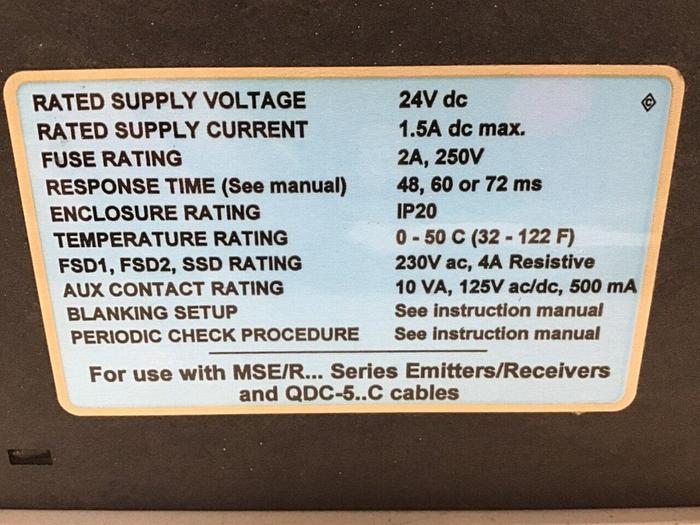 RATED SUPPLY VOLTAGE 24V dc
RATED SUPPLY CURRENT 1.5A dc max.
FUSE RATING 2A, 250V
RESPONSE TIME (See manual) 48, 60 or 72 ms
ENCLOSURE RATING IP20
TEMPERATURE RATING 0 - 50 C (32 - 122 F)
FSD1, FSD2, SSD RATING 230V ac, 4A Resistive
AUX CONTACT RATING 10 VA, 125V ac/dc, 500 mA
BLANKING SETUP See instruction manual
PERIODIC CHECK PROCEDURE See instruction manual
For use with MSE/R... Series Emitters/Receivers
and QDC-5..C cables